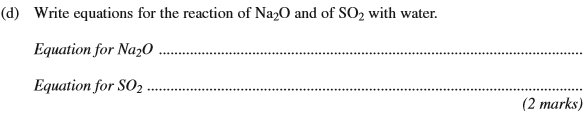 (d) Write equations for the reaction of Na₂O and of SO₂ with water.
Equation for Na₂O ........................................................................................................
Equation for SO₂ ..........................................................................................................
(2 marks)